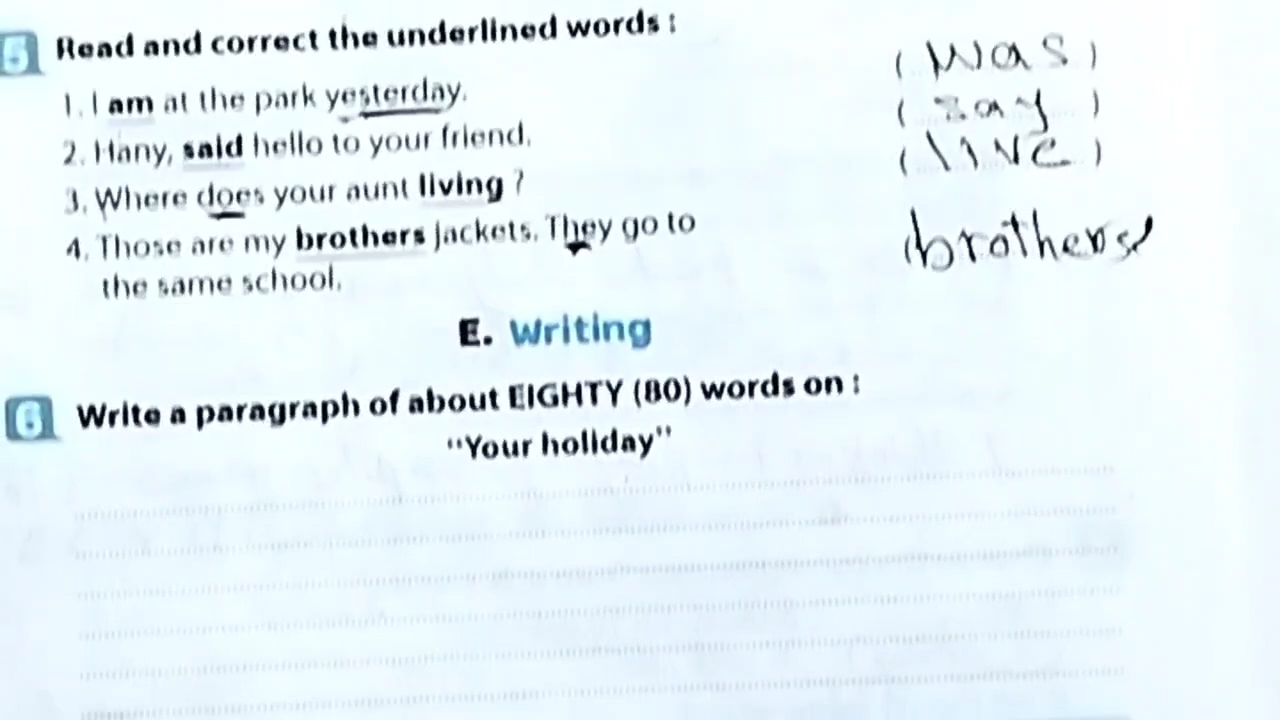 5 Read and correct the underlined words :
1. I am at the park yesterday. (was)
2. Hany, said hello to your friend. (say)
3. Where does your aunt living ? (live)
4. Those are my brothers jackets. They go to brothers'
the same school.
E. Writing
6 Write a paragraph of about EIGHTY (80) words on :
"Your holiday"